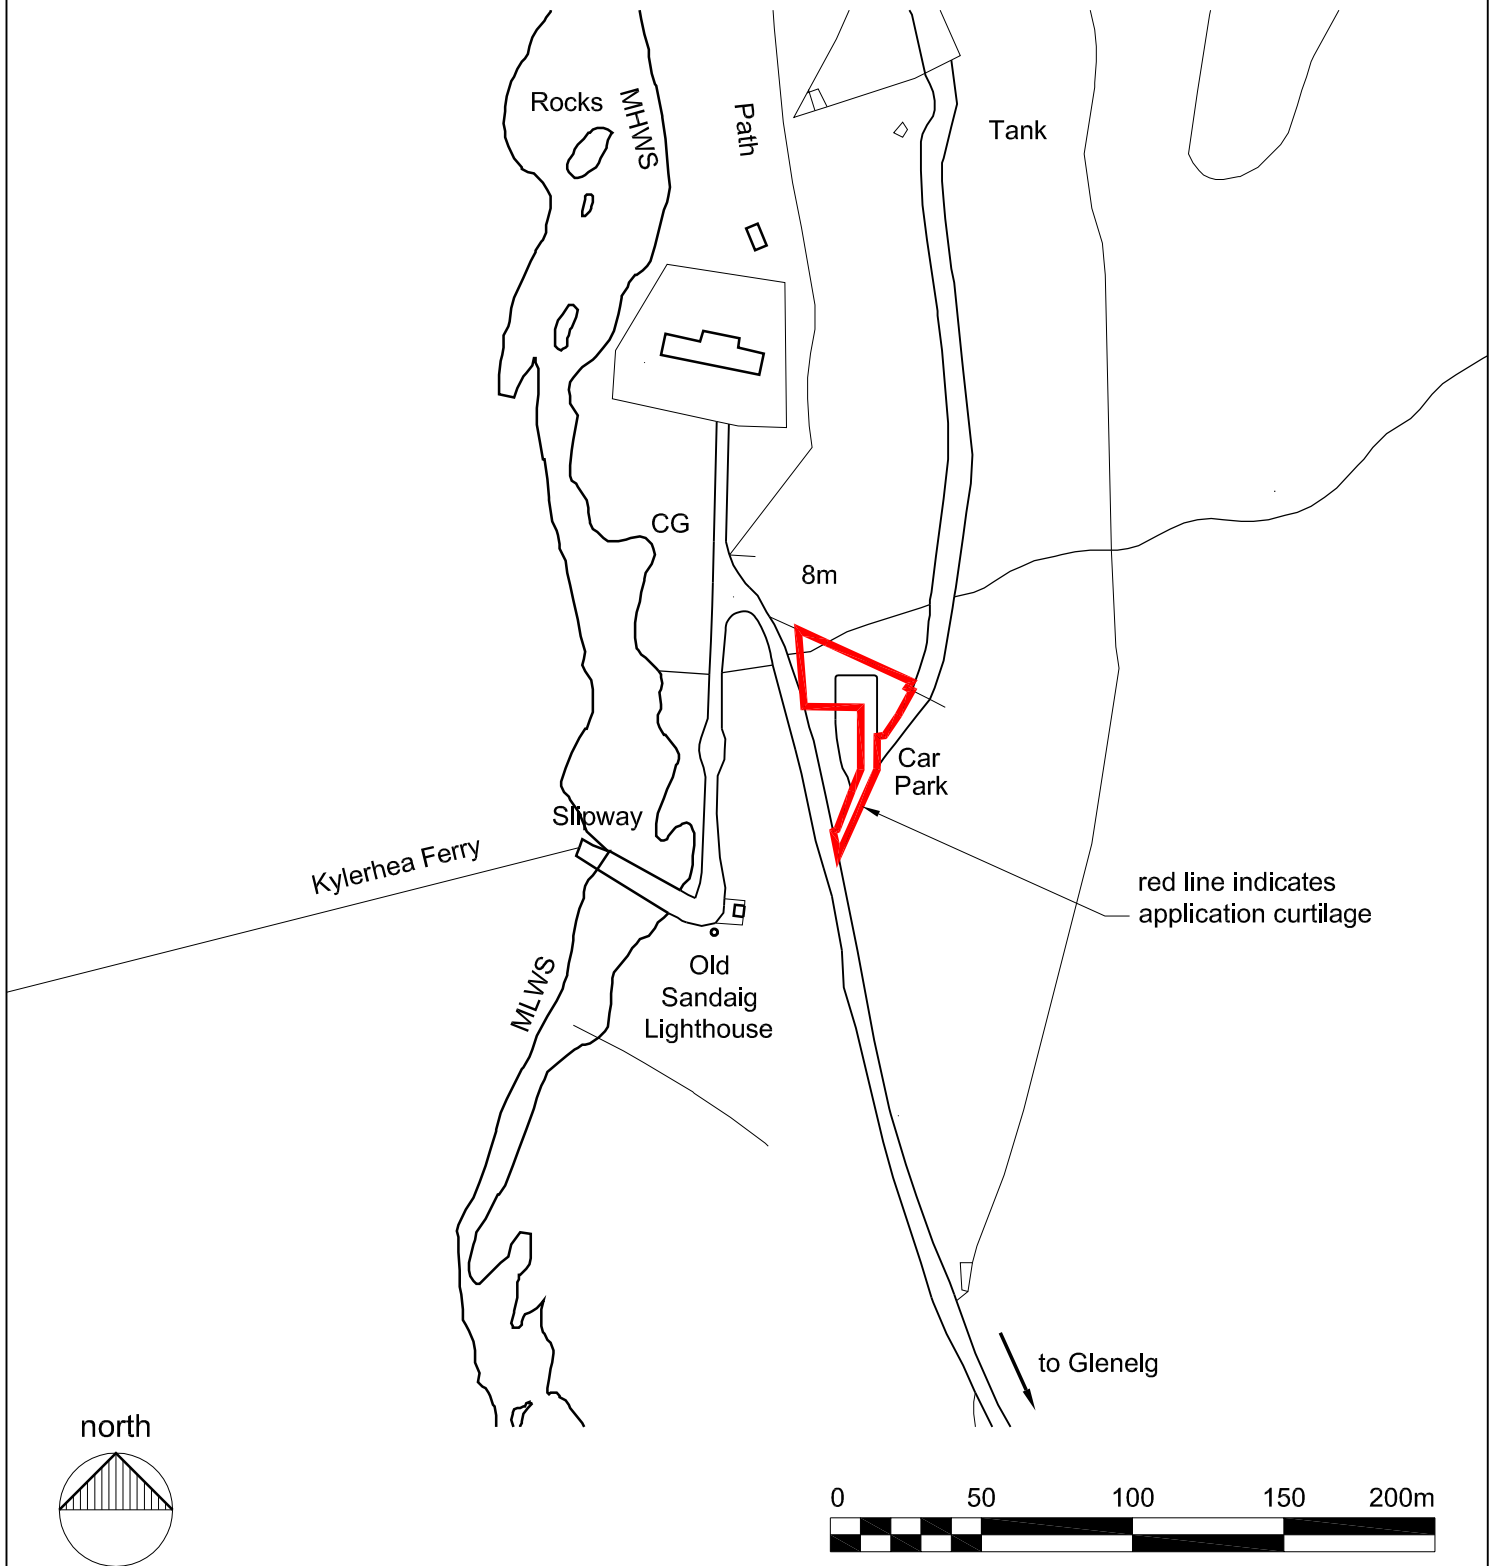 Rocks
MHWS
Path
Tank
CG
8m
Car
Park
Slipway
Kylerhea Ferry
red line indicates
application curtilage
Old
Sandaig
Lighthouse
MLWS
to Glenelg
north
0 50 100 150 200m